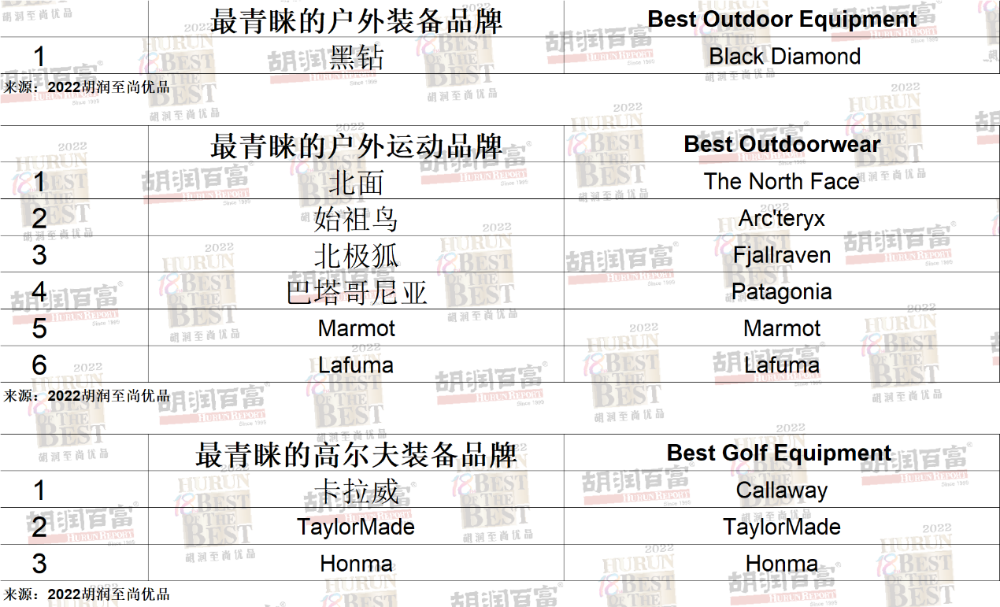 最青睐的户外装备品牌 Best Outdoor Equipment
1 黑钻 Black Diamond
来源：2022胡润至尚优品
最青睐的户外运动品牌 Best Outdoorwear
1 北面 The North Face
2 始祖鸟 Arc'teryx
3 北极狐 Fjallraven
4 巴塔哥尼亚 Patagonia
5 Marmot Marmot
6 Lafuma Lafuma
来源：2022胡润至尚优品
最青睐的高尔夫装备品牌 Best Golf Equipment
1 卡拉威 Callaway
2 TaylorMade TaylorMade
3 Honma Honma
来源：2022胡润至尚优品